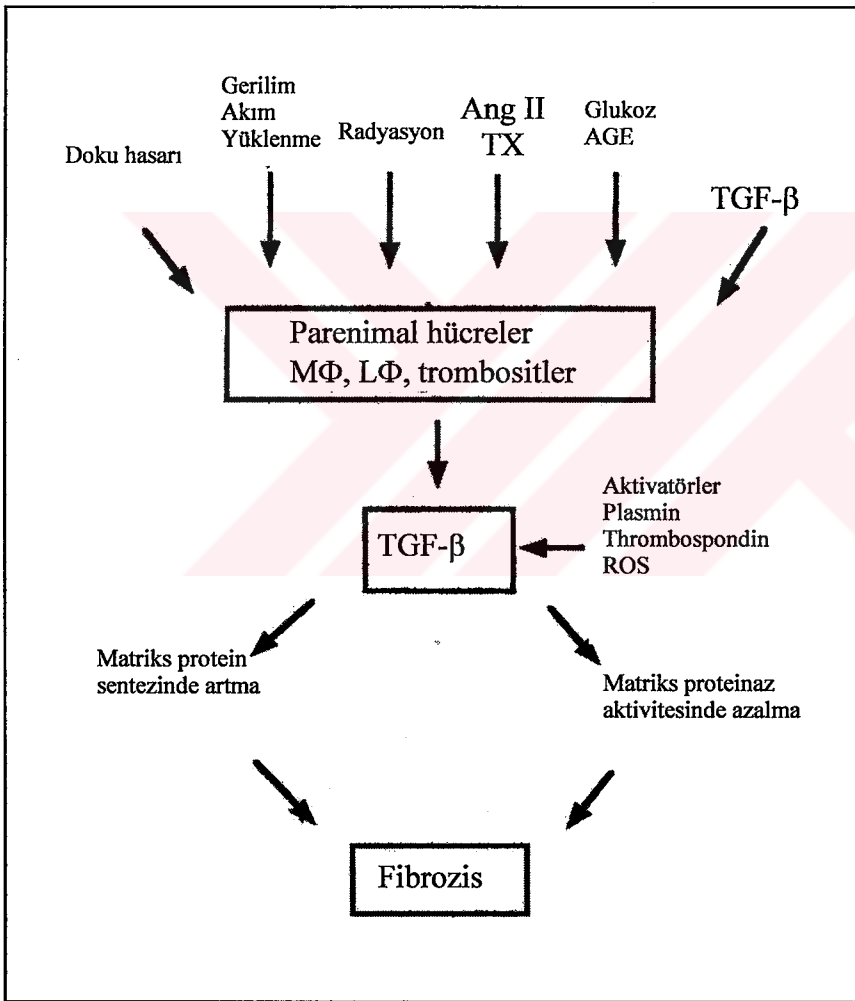 Doku hasarı
Gerilim
Akım
Yüklenme
Radyasyon
Ang II
TX
Glukoz
AGE
TGF-β
Parenimal hücreler
MΦ, LΦ, trombositler
TGF-β
Aktivatörler
Plasmin
Thrombospondin
ROS
Matriks protein
sentezinde artma
Matriks proteinaz
aktivitesinde azalma
Fibrozis